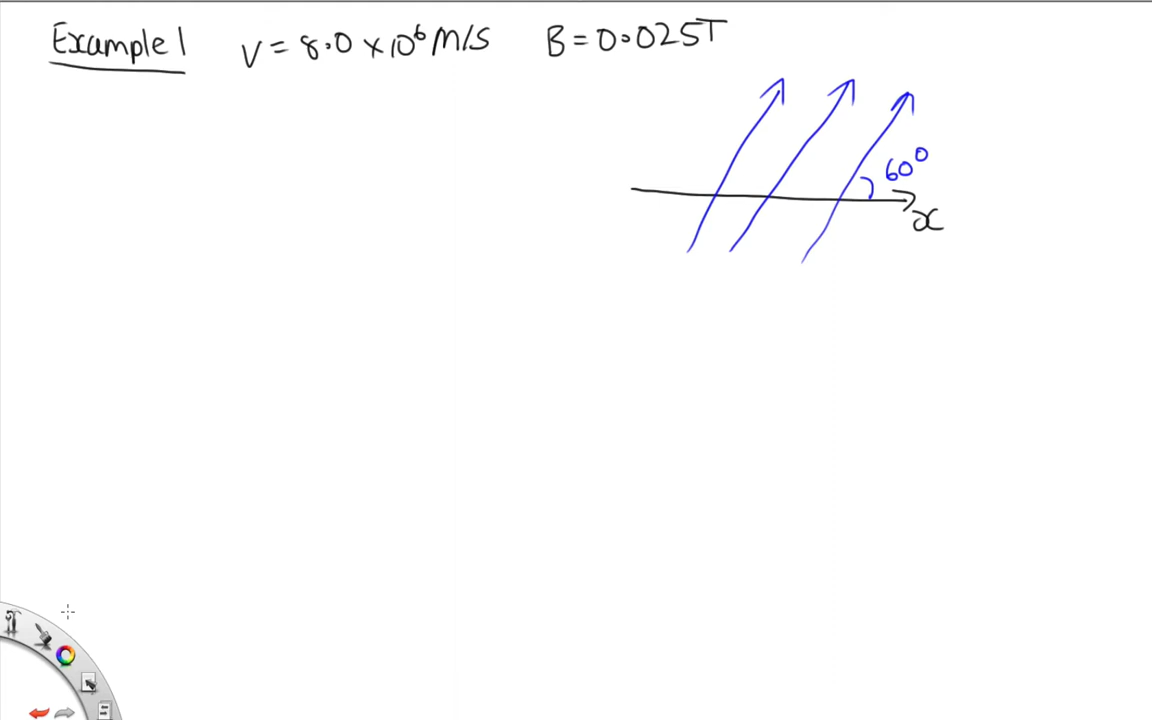 Example 1 V = 8.0 × 10⁶ m/s B = 0.025T
60°
x